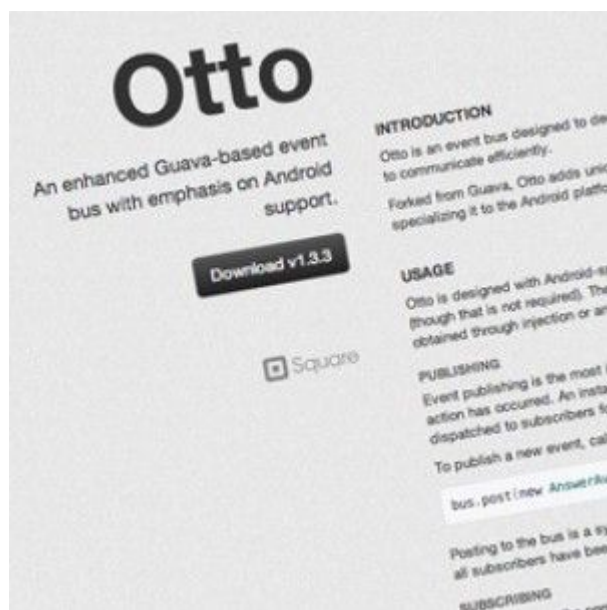 Otto
An enhanced Guava-based event
bus with emphasis on Android
support.
Download v1.3.3
Square
INTRODUCTION
Otto is an event bus designed to
to communicate efficiently.
Forked from Guava, Otto adds
specializing it to the Android
USAGE
Otto is designed with
(though that is not required).
obtained through injection or
PUBLISHING
Event publishing is the most
action has occurred. An
dispatched to subscribers
To publish a new event,
bus.post(new
Posting to the bus is a
all subscribers have been
SUBSCRIBING